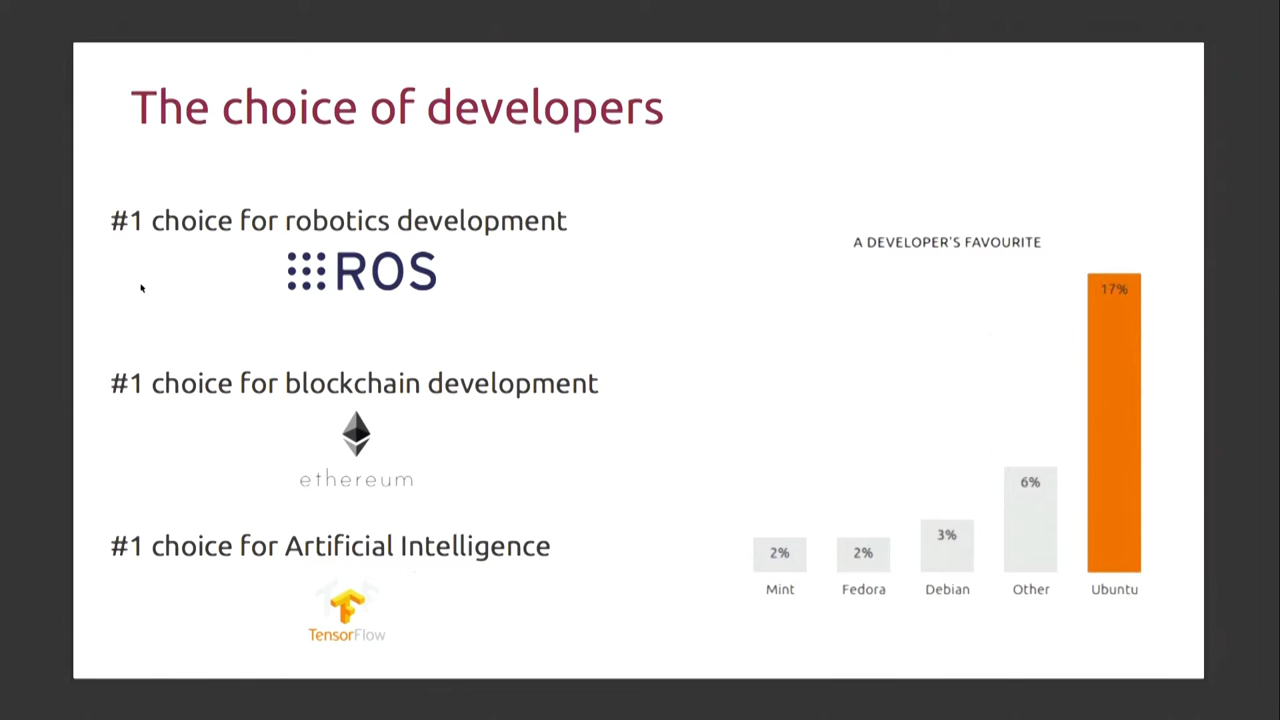 The choice of developers
#1 choice for robotics development
ROS
#1 choice for blockchain development
ethereum
#1 choice for Artificial Intelligence
TensorFlow
A DEVELOPER'S FAVOURITE
17%
6%
3%
2%
2%
Mint
Fedora
Debian
Other
Ubuntu